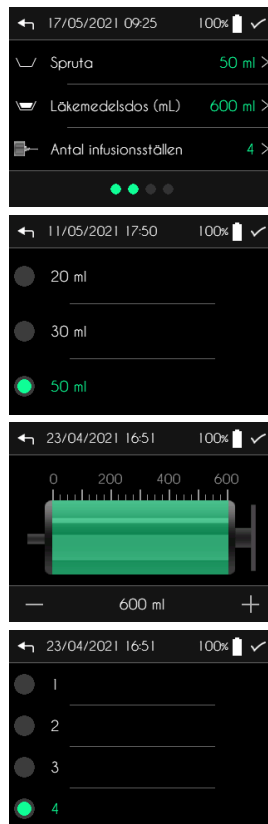 17/05/2021 09:25 100%
Spruta 50 ml >
Läkemedelsdos (mL) 600 ml >
Antal infusionsställen 4 >
11/05/2021 17:50 100%
20 ml
30 ml
50 ml
23/04/2021 16:51 100%
0 200 400 600
600 ml
23/04/2021 16:51 100%
1
2
3
4